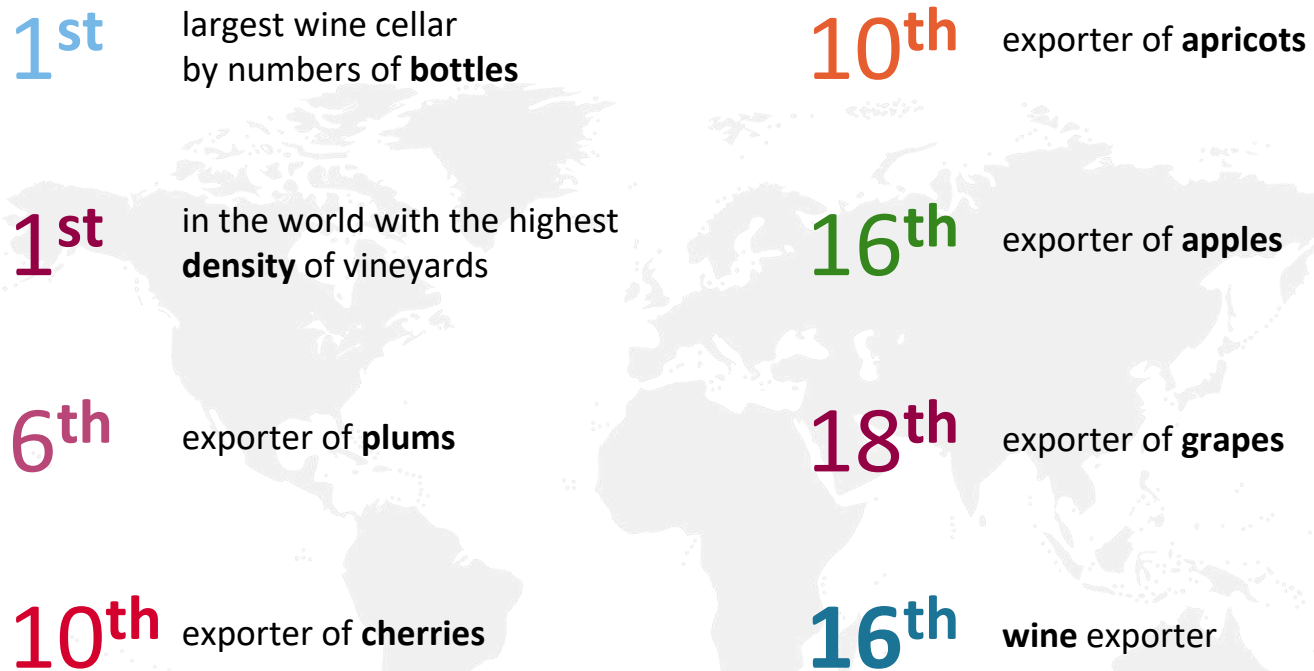 1st
largest wine cellar
by numbers of bottles
1st
in the world with the highest
density of vineyards
6th
exporter of plums
10th
exporter of cherries
10th
exporter of apricots
16th
exporter of apples
18th
exporter of grapes
16th
wine exporter